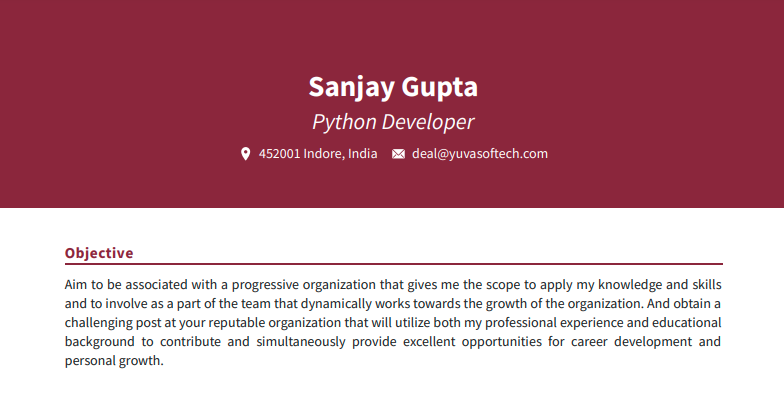 Sanjay Gupta
Python Developer
452001 Indore, India deal@yuvasoftech.com
Objective
Aim to be associated with a progressive organization that gives me the scope to apply my knowledge and skills
and to involve as a part of the team that dynamically works towards the growth of the organization. And obtain a
challenging post at your reputable organization that will utilize both my professional experience and educational
background to contribute and simultaneously provide excellent opportunities for career development and
personal growth.